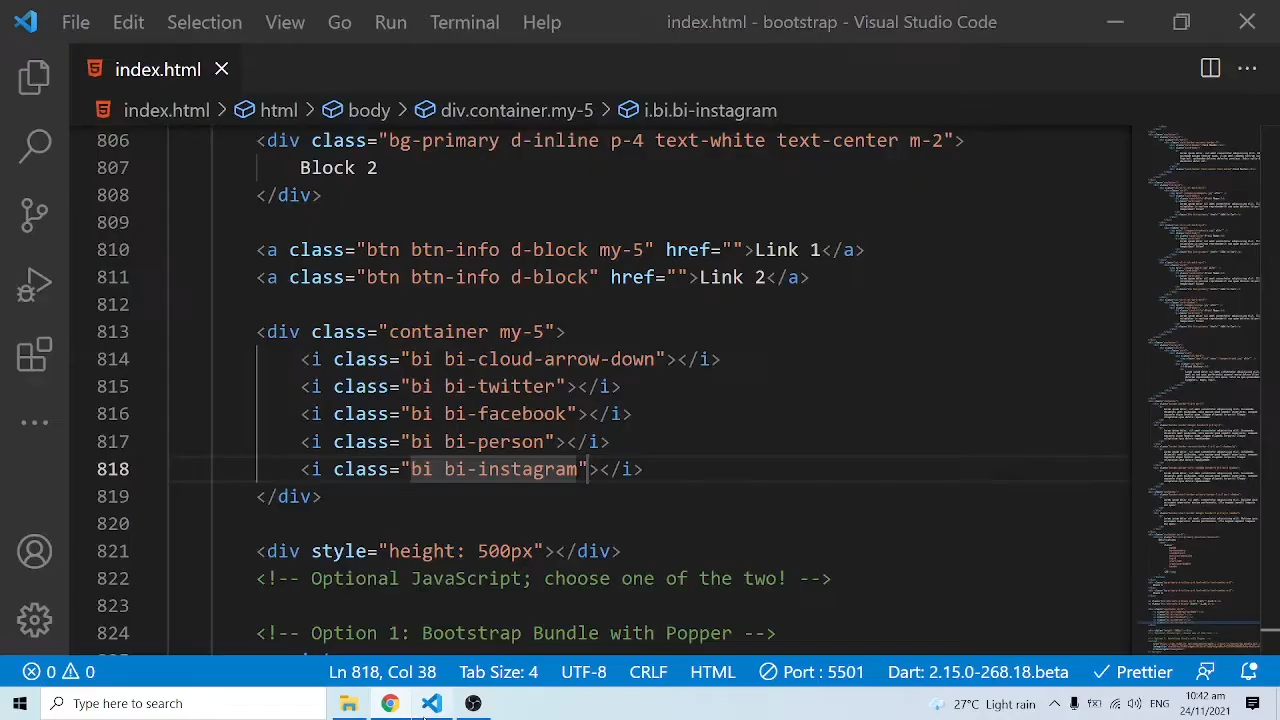 File Edit Selection View Go Run Terminal Help index.html - bootstrap - Visual Studio Code
index.html
index.html > html > body > div.container.my-5 > i.bi.bi-instagram
806 <div class="bg-primary d-inline p-4 text-white text-center m-2">
807 Block 2
808 </div>
809
810 <a class="btn btn-info d-block my-5" href="">Link 1</a>
811 <a class="btn btn-info d-block" href="">Link 2</a>
812
813 <div class="container my-5">
814 <i class="bi bi-cloud-arrow-down"></i>
815 <i class="bi bi-twitter"></i>
816 <i class="bi bi-facebook"></i>
817 <i class="bi bi-linkedin"></i>
818 <i class="bi bi-instagram"></i>
819 </div>
820
821 <div style="height: 500px"></div>
822 <!-- Optional JavaScript; choose one of the two! -->
823
824 <!-- Option 1: Bootstrap Bundle with Popper -->
0 0 Ln 818, Col 38 Tab Size: 4 UTF-8 CRLF HTML Port : 5501 Dart: 2.15.0-268.18.beta Prettier
Type here to search 27°C Light rain 10:42 am
24/11/2021